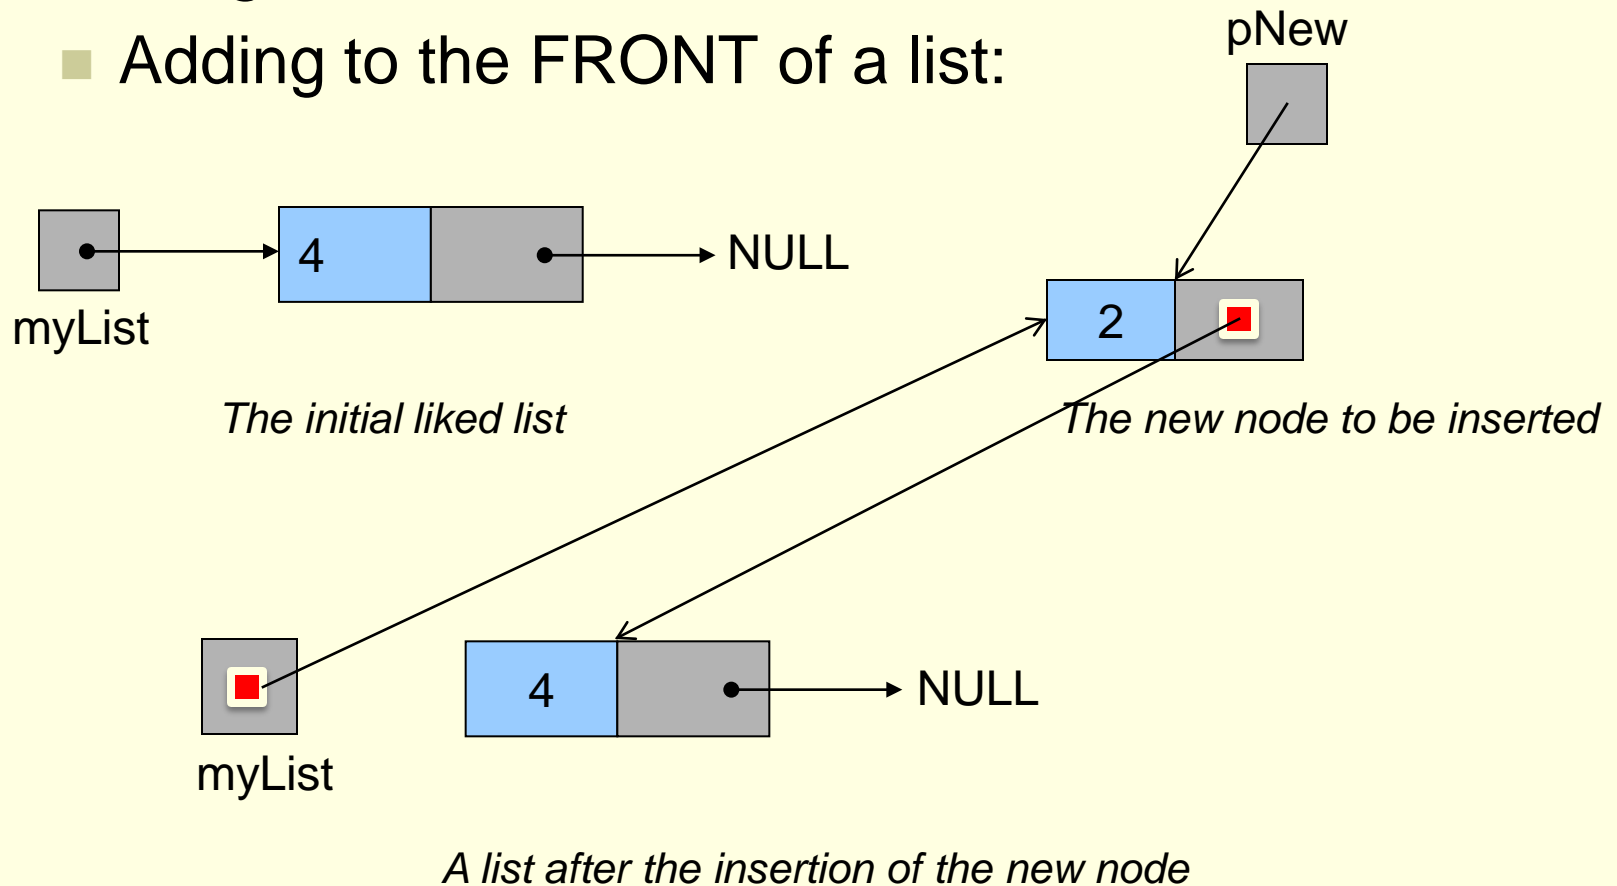 Adding to the FRONT of a list:
pNew
4
NULL
myList
2
The initial liked list
The new node to be inserted
4
NULL
myList
A list after the insertion of the new node